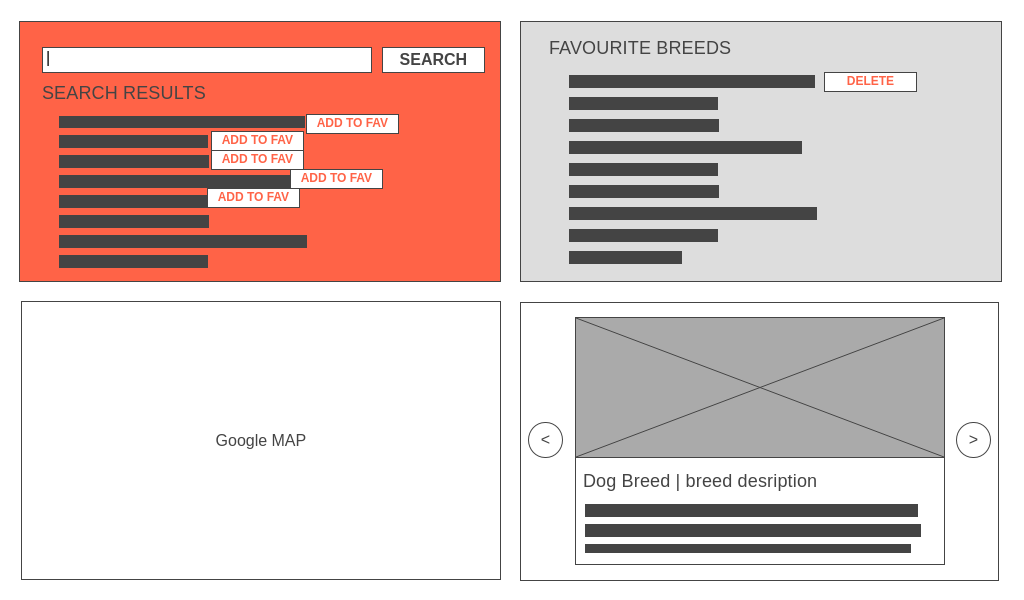 SEARCH
SEARCH RESULTS
ADD TO FAV
ADD TO FAV
ADD TO FAV
ADD TO FAV
ADD TO FAV
FAVOURITE BREEDS
DELETE
Google MAP
<
>
Dog Breed | breed desription